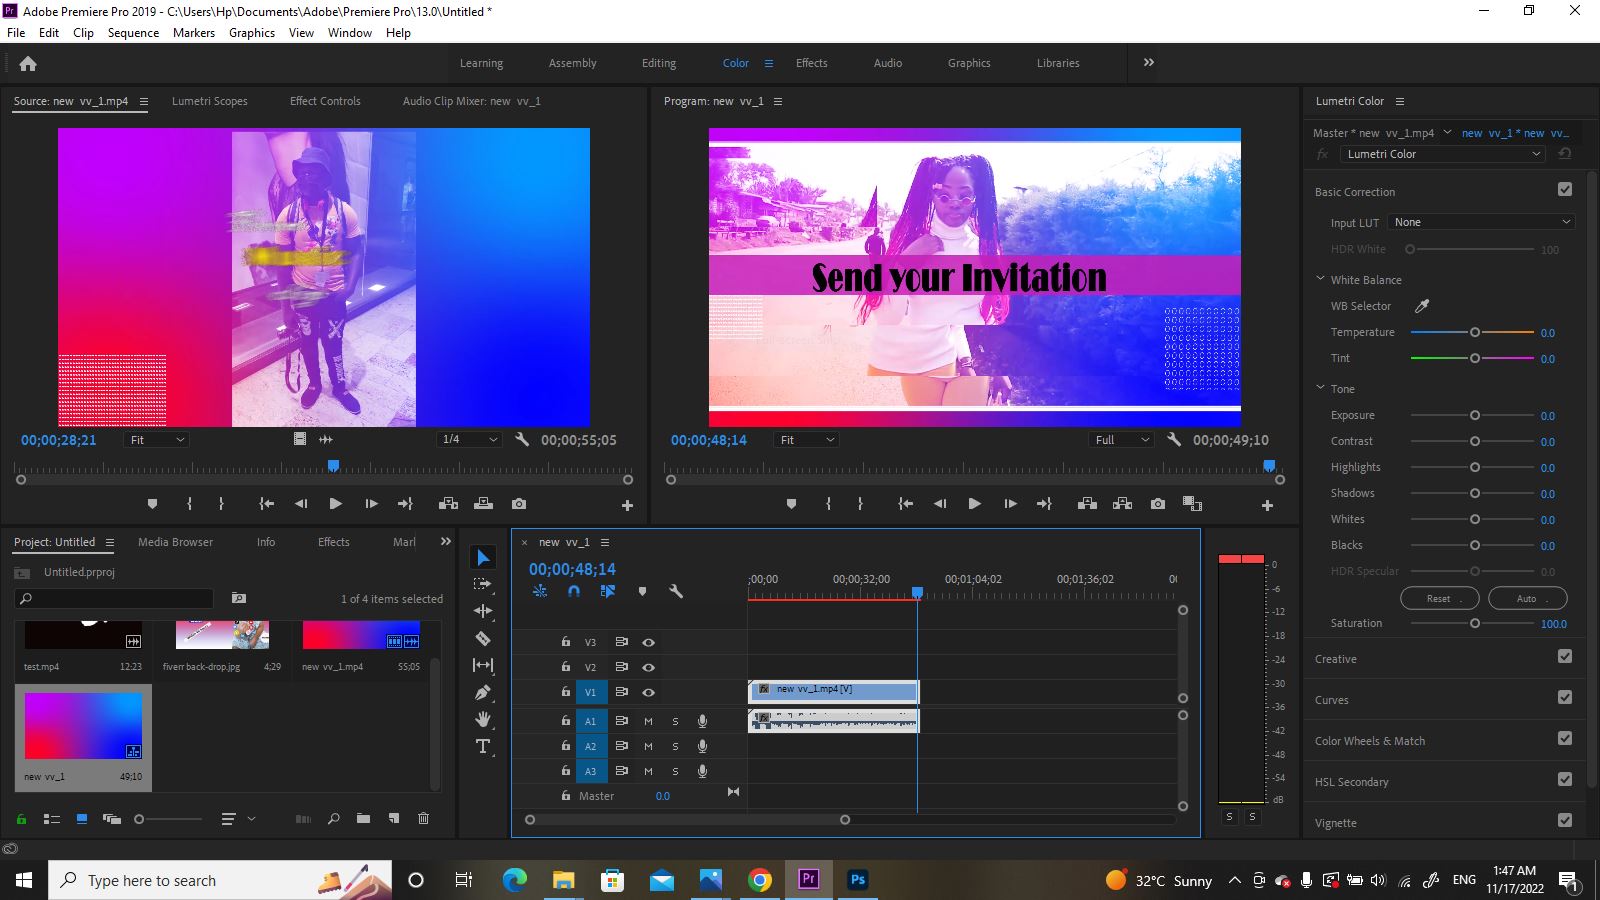 Adobe Premiere Pro 2019 - C:\Users\Hp\Documents\Adobe\Premiere Pro\13.0\Untitled *
File Edit Clip Sequence Markers Graphics View Window Help
Learning Assembly Editing Color Effects Audio Graphics Libraries
Source: new vv_1.mp4 Lumetri Scopes Effect Controls Audio Clip Mixer: new vv_1
Program: new vv_1
Send your Invitation
00;00;28;21 Fit 1/4 00;00;55;05
00;00;48;14 Fit Full 00;00;49;10
Lumetri Color
Master * new vv_1.mp4 new vv_1 * new vv...
fx Lumetri Color
Basic Correction
Input LUT None
HDR White 100
White Balance
WB Selector
Temperature 0.0
Tint 0.0
Tone
Exposure 0.0
Contrast 0.0
Highlights 0.0
Shadows 0.0
Whites 0.0
Blacks 0.0
HDR Specular 0.0
Reset Auto
Saturation 100.0
Creative
Curves
Color Wheels & Match
HSL Secondary
Vignette
Project: Untitled Media Browser Info Effects Marl
Untitled.prproj
1 of 4 items selected
test.mp4 12:23 fiverr back-drop.jpg 4;29 new vv_1.mp4 55;05
new vv_1 49;10
new vv_1
00;00;48;14
;00;00 00;00;32;00 00;01;04;02 00;01;36;02 00
V3
V2
V1 fx new vv_1.mp4 [V]
A1 M S fx
A2 M S
A3 M S
Master 0.0
0
-6
-12
-18
-24
-30
-36
-42
-48
-54
dB
S S
Type here to search
Pr Ps
32°C Sunny ENG
1:47 AM
11/17/2022
1